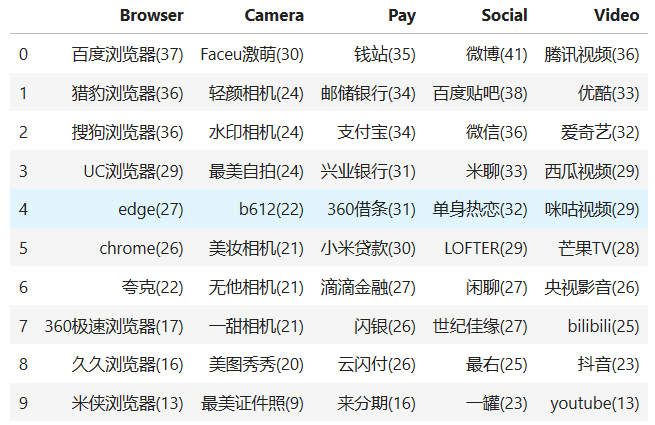 Browser Camera Pay Social Video
0 百度浏览器(37) Faceu激萌(30) 钱站(35) 微博(41) 腾讯视频(36)
1 猎豹浏览器(36) 轻颜相机(24) 邮储银行(34) 百度贴吧(38) 优酷(33)
2 搜狗浏览器(36) 水印相机(24) 支付宝(34) 微信(36) 爱奇艺(32)
3 UC浏览器(29) 最美自拍(24) 兴业银行(31) 米聊(33) 西瓜视频(29)
4 edge(27) b612(22) 360借条(31) 单身热恋(32) 咪咕视频(29)
5 chrome(26) 美妆相机(21) 小米贷款(30) LOFTER(29) 芒果TV(28)
6 夸克(22) 无他相机(21) 滴滴金融(27) 闲聊(27) 央视影音(26)
7 360极速浏览器(17) 一甜相机(21) 闪银(26) 世纪佳缘(27) bilibili(25)
8 久久浏览器(16) 美图秀秀(20) 云闪付(26) 最右(25) 抖音(23)
9 米侠浏览器(13) 最美证件照(9) 来分期(16) 一罐(23) youtube(13)